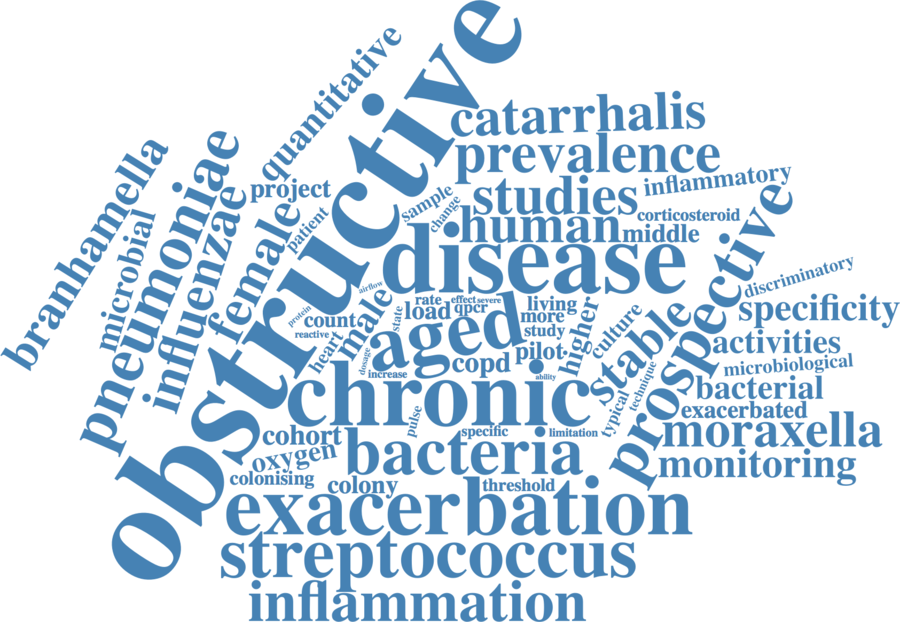 obstructive
quantitative
catarrhalis
prevalence
branhamella
microbial
pneumoniae
influenzae
female
project
patient
sample
change
studies
inflammatory
human
corticosteroid
middle
disease
prospective
discriminatory
airflow
protein
count
reactive
heart
male
state
rate
load
effect
severe
qpcr
aged
living
more
study
pilot
higher
culture
stable
specificity
activities
microbiological
bacterial
exacerbated
dosage
increase
copd
ability
chronic
typical
technique
moraxella
monitoring
pulse
specific
limitation
cohort
oxygen
bacteria
colonising
colony
threshold
exacerbation
streptococcus
inflammation